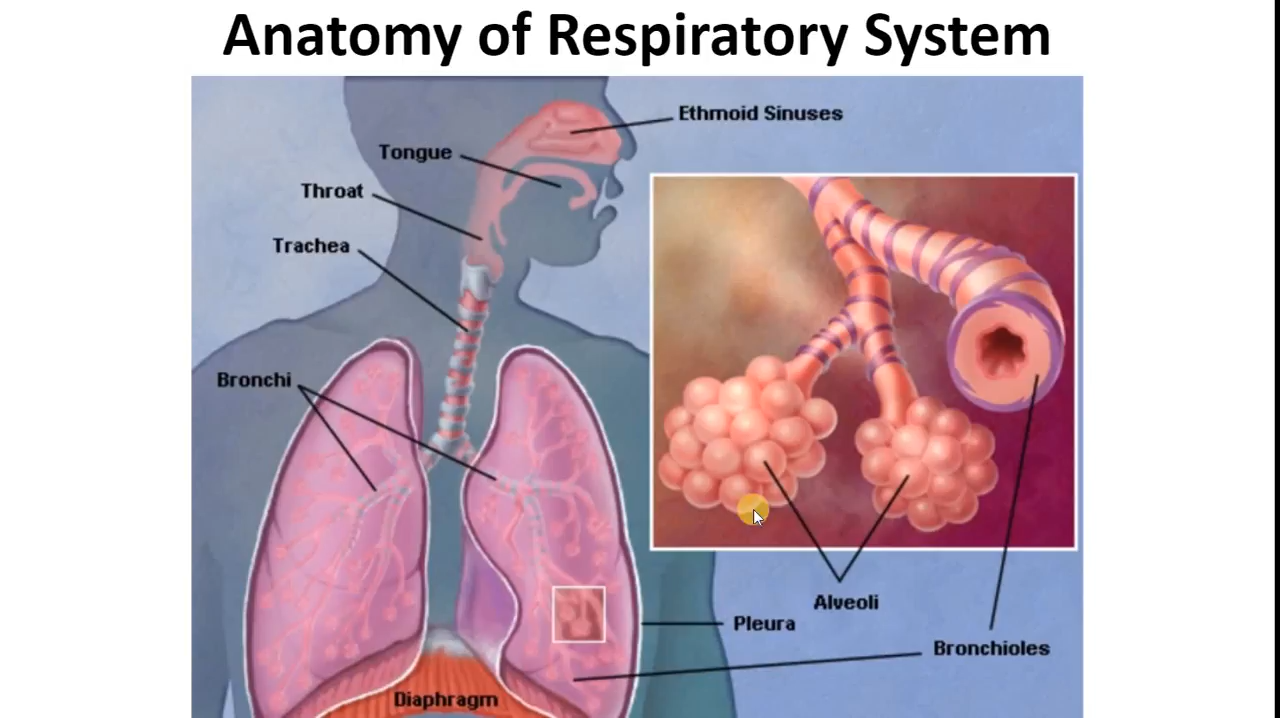 Anatomy of Respiratory System
Ethmoid Sinuses
Tongue
Throat
Trachea
Bronchi
Alveoli
Pleura
Bronchioles
Diaphragm